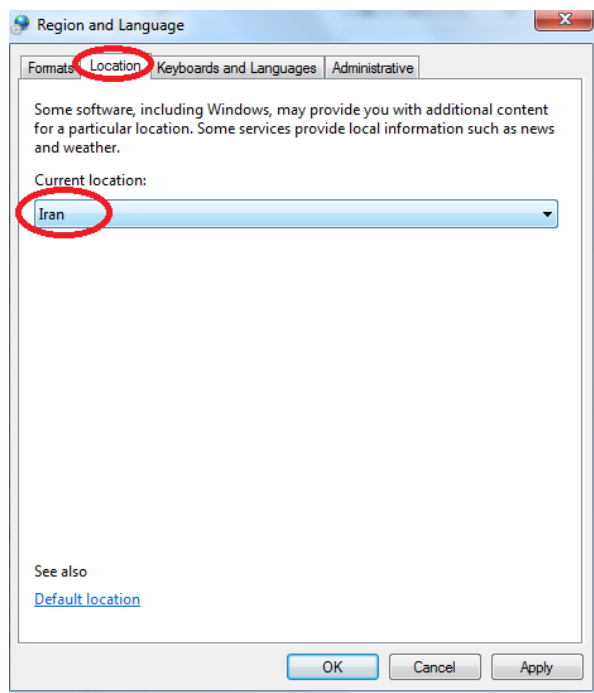 Region and Language
Formats Location Keyboards and Languages Administrative
Some software, including Windows, may provide you with additional content
for a particular location. Some services provide local information such as news
and weather.
Current location:
Iran
See also
Default location
OK Cancel Apply